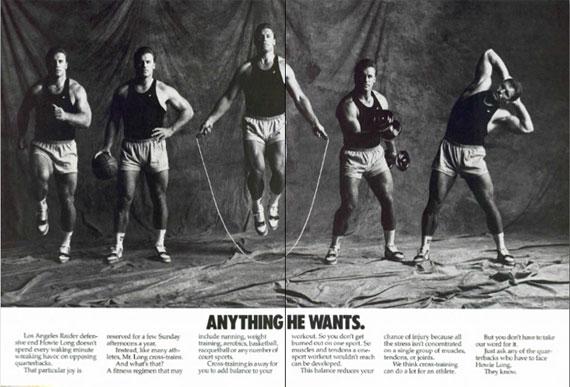 ANYTHING HE WANTS.
Los Angeles Raider defen-
sive end Howie Long doesn't
spend every waking minute
wreaking havoc on opposing
quarterbacks.
That particular joy is
reserved for a few Sunday
afternoons a year.
Instead, like many ath-
letes, Mr. Long cross-trains.
And what's that?
A fitness regimen that may
include running, weight
training, aerobics, basketball,
racquetball or any number of
court sports.
Cross-training is a way for
you to add balance to your
workout. So you don't get
burned out on one sport. So
muscles and tendons a one-
sport workout wouldn't reach
can be developed.
This balance reduces your
chance of injury because all
the stress isn't concentrated
on a single group of muscles,
tendons, or joints.
We think cross-training
can do a lot for an athlete.
But you don't have to take
our word for it.
Just ask any of the quar-
terbacks who have to face
Howie Long.
They know.